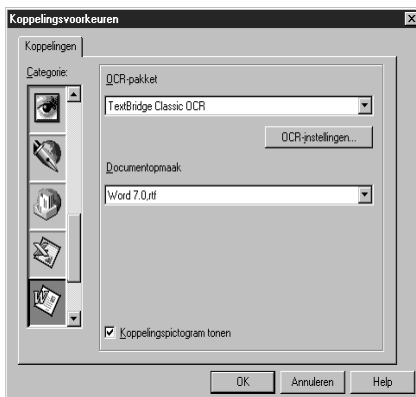 Koppelingsvoorkeuren
Koppelingen
Categorie:
OCR-pakket
TextBridge Classic OCR
OCR-instellingen...
Documentopmaak
Word 7.0,rtf
Koppelingspictogram tonen
OK Annuleren Help